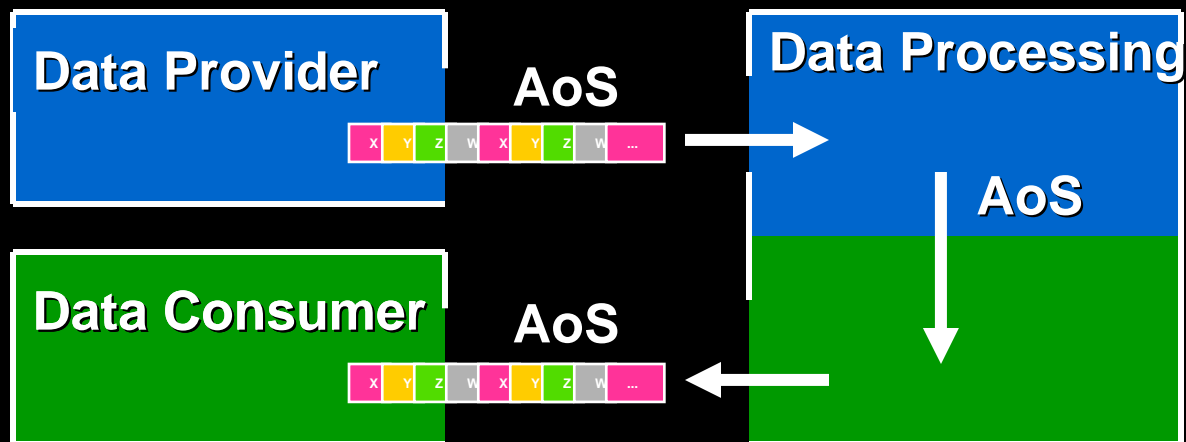 Data Provider
AoS
X Y Z W X Y Z W ...
Data Processing
AoS
Data Consumer
AoS
X Y Z W X Y Z W ...